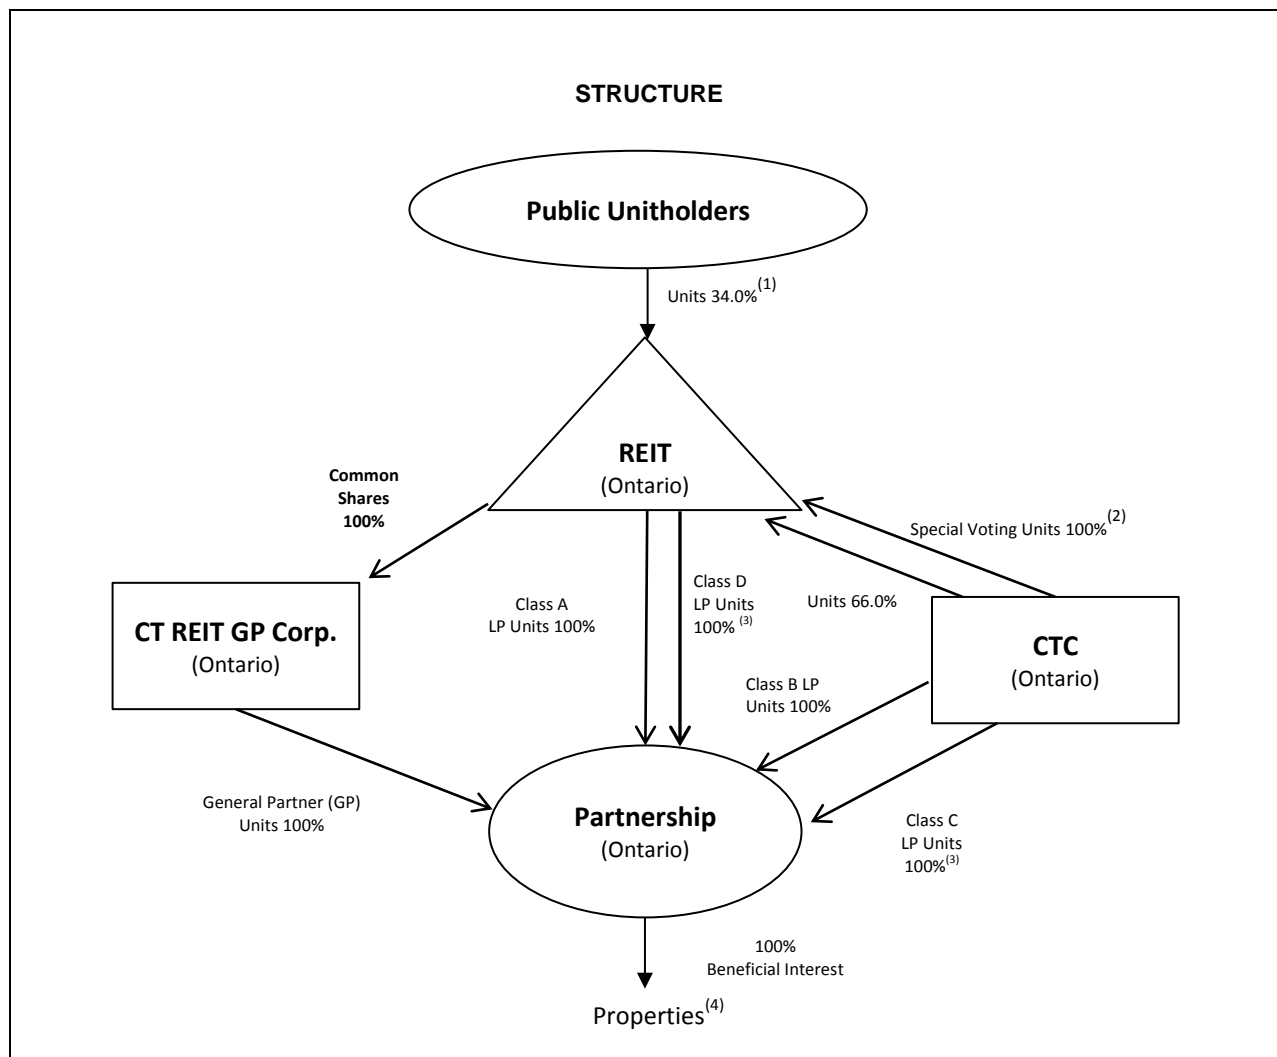 STRUCTURE
Public Unitholders
Units 34.0%(1)
REIT
(Ontario)
Common
Shares
100%
Special Voting Units 100%(2)
Units 66.0%
Class A
LP Units 100%
Class D
LP Units
100% (3)
CT REIT GP Corp.
(Ontario)
CTC
(Ontario)
Class B LP
Units 100%
General Partner (GP)
Units 100%
Partnership
(Ontario)
Class C
LP Units
100%(3)
100%
Beneficial Interest
Properties(4)